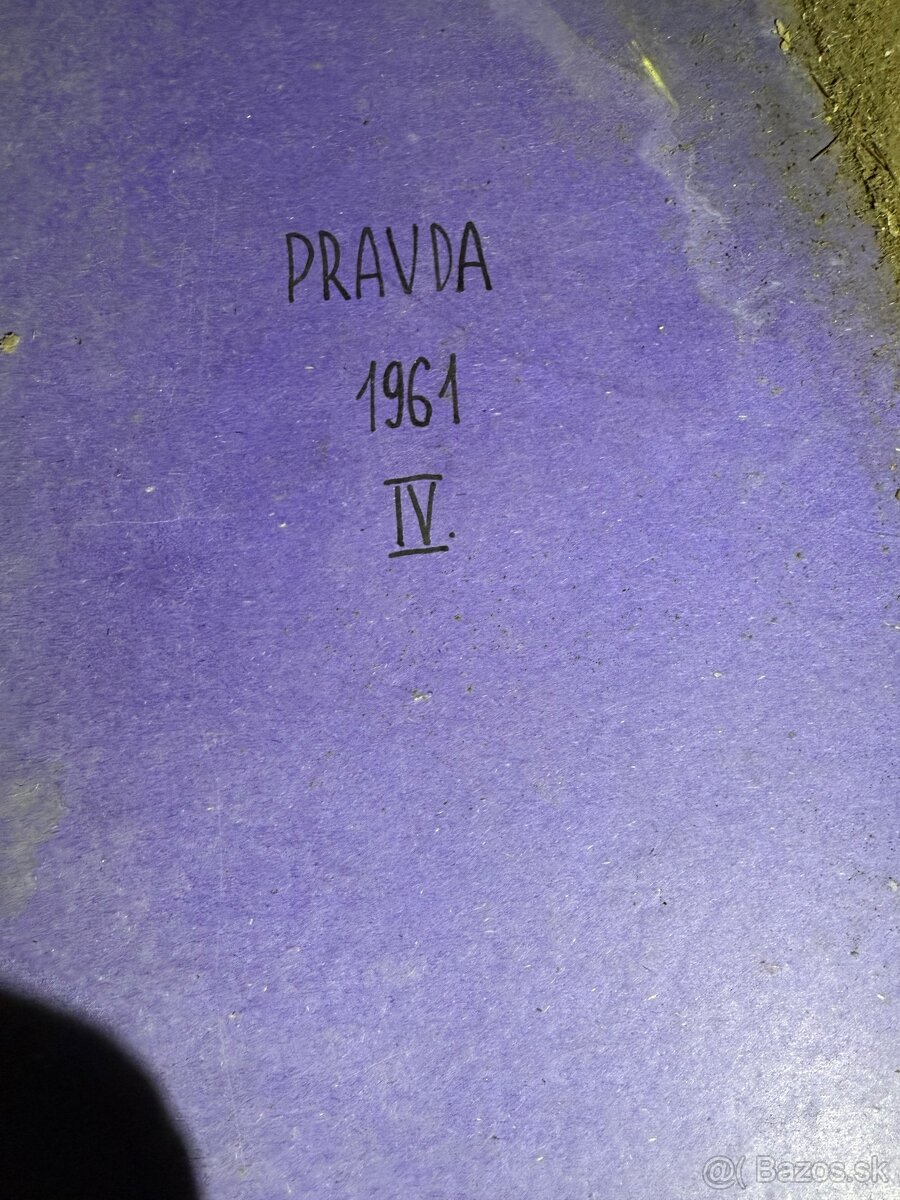 PRAVDA
1961
IV.
@( Bazos.sk